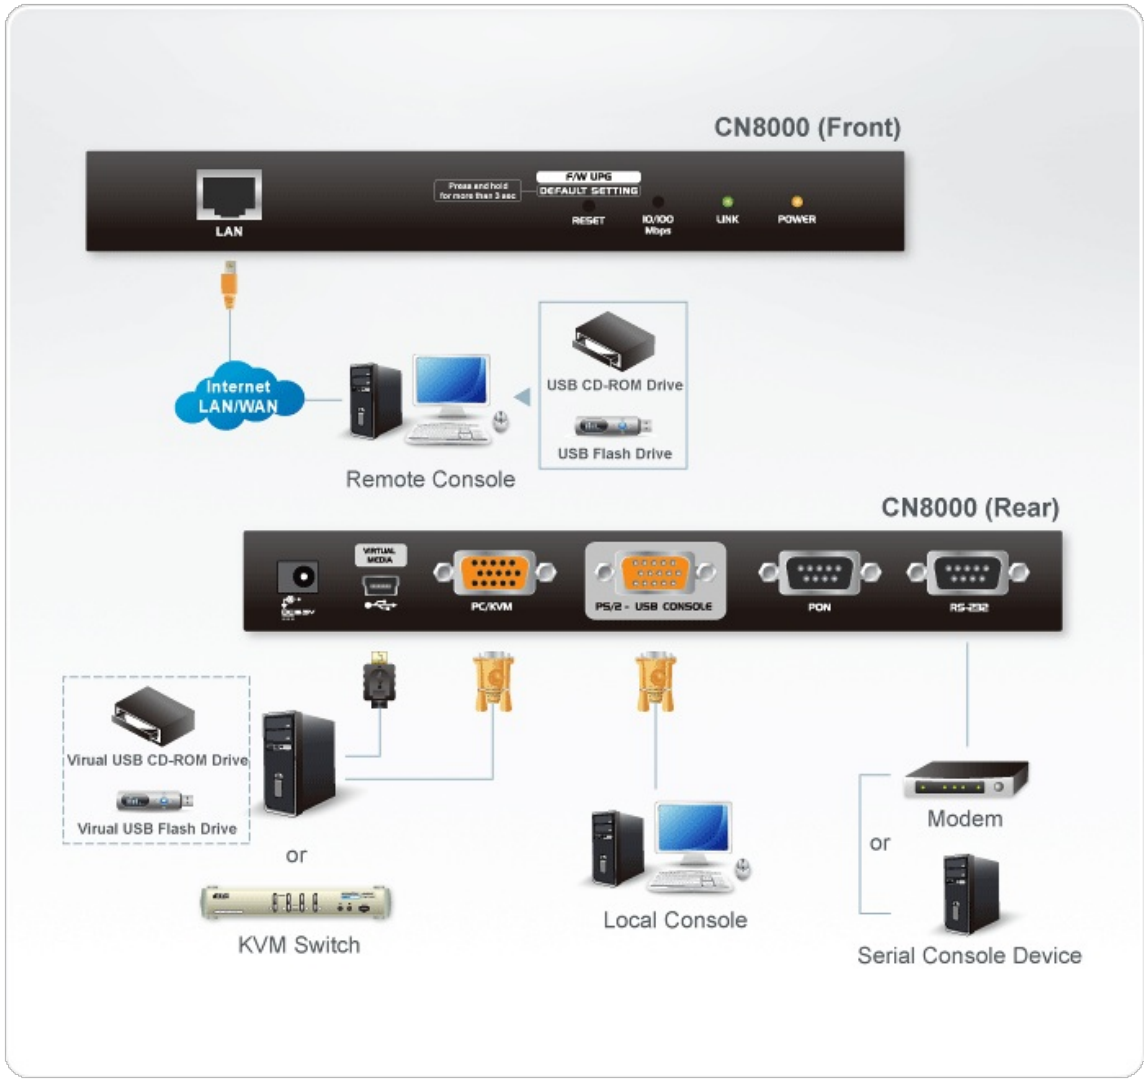 CN8000 (Front)
F/W UPG
Press and hold
for more than 3 sec
DEFAULT SETTING
LAN
RESET
10/100
Mbps
LINK
POWER
Internet
LAN/WAN
USB CD-ROM Drive
USB Flash Drive
Remote Console
CN8000 (Rear)
VIRTUAL
MEDIA
PC/KVM
PS/2 - USB CONSOLE
PON
RS-232
Virual USB CD-ROM Drive
Virual USB Flash Drive
or
KVM Switch
Local Console
Modem
or
Serial Console Device